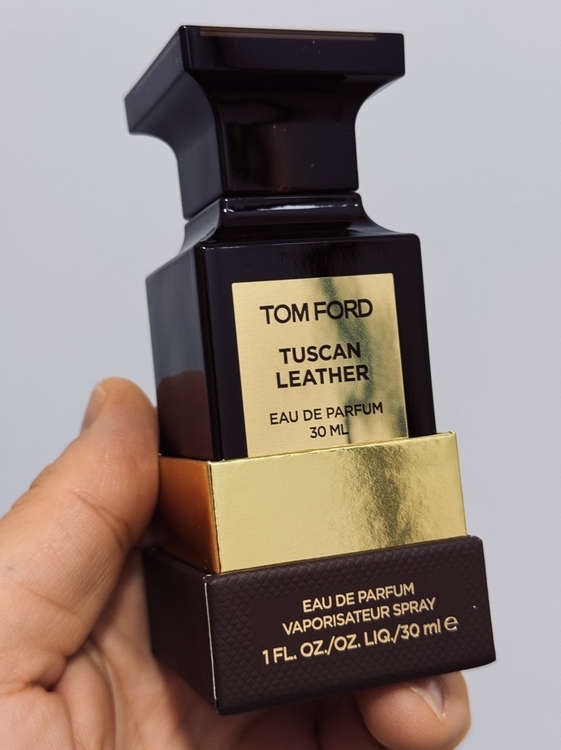 TOM FORD
TUSCAN
LEATHER
EAU DE PARFUM
30 ML
EAU DE PARFUM
VAPORISATEUR SPRAY
1 FL. OZ./OZ. LIQ./30 ml ℮